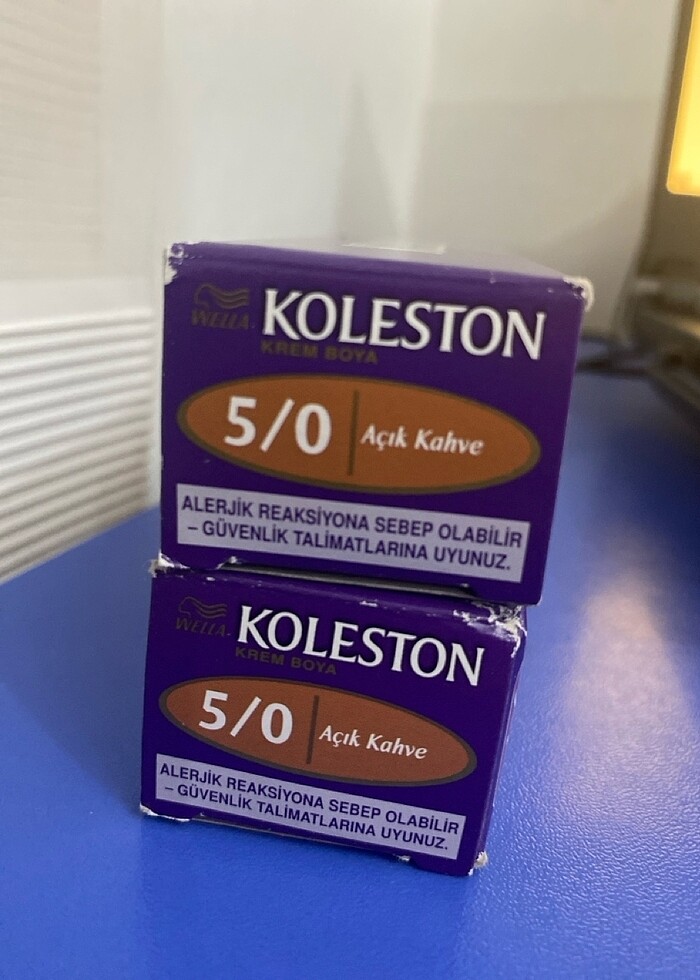 WELLA
KOLESTON
KREM BOYA
5/0
Açık Kahve
ALERJİK REAKSİYONA SEBEP OLABİLİR
– GÜVENLİK TALİMATLARINA UYUNUZ.
WELLA
KOLESTON
KREM BOYA
5/0
Açık Kahve
ALERJİK REAKSİYONA SEBEP OLABİLİR
– GÜVENLİK TALİMATLARINA UYUNUZ.